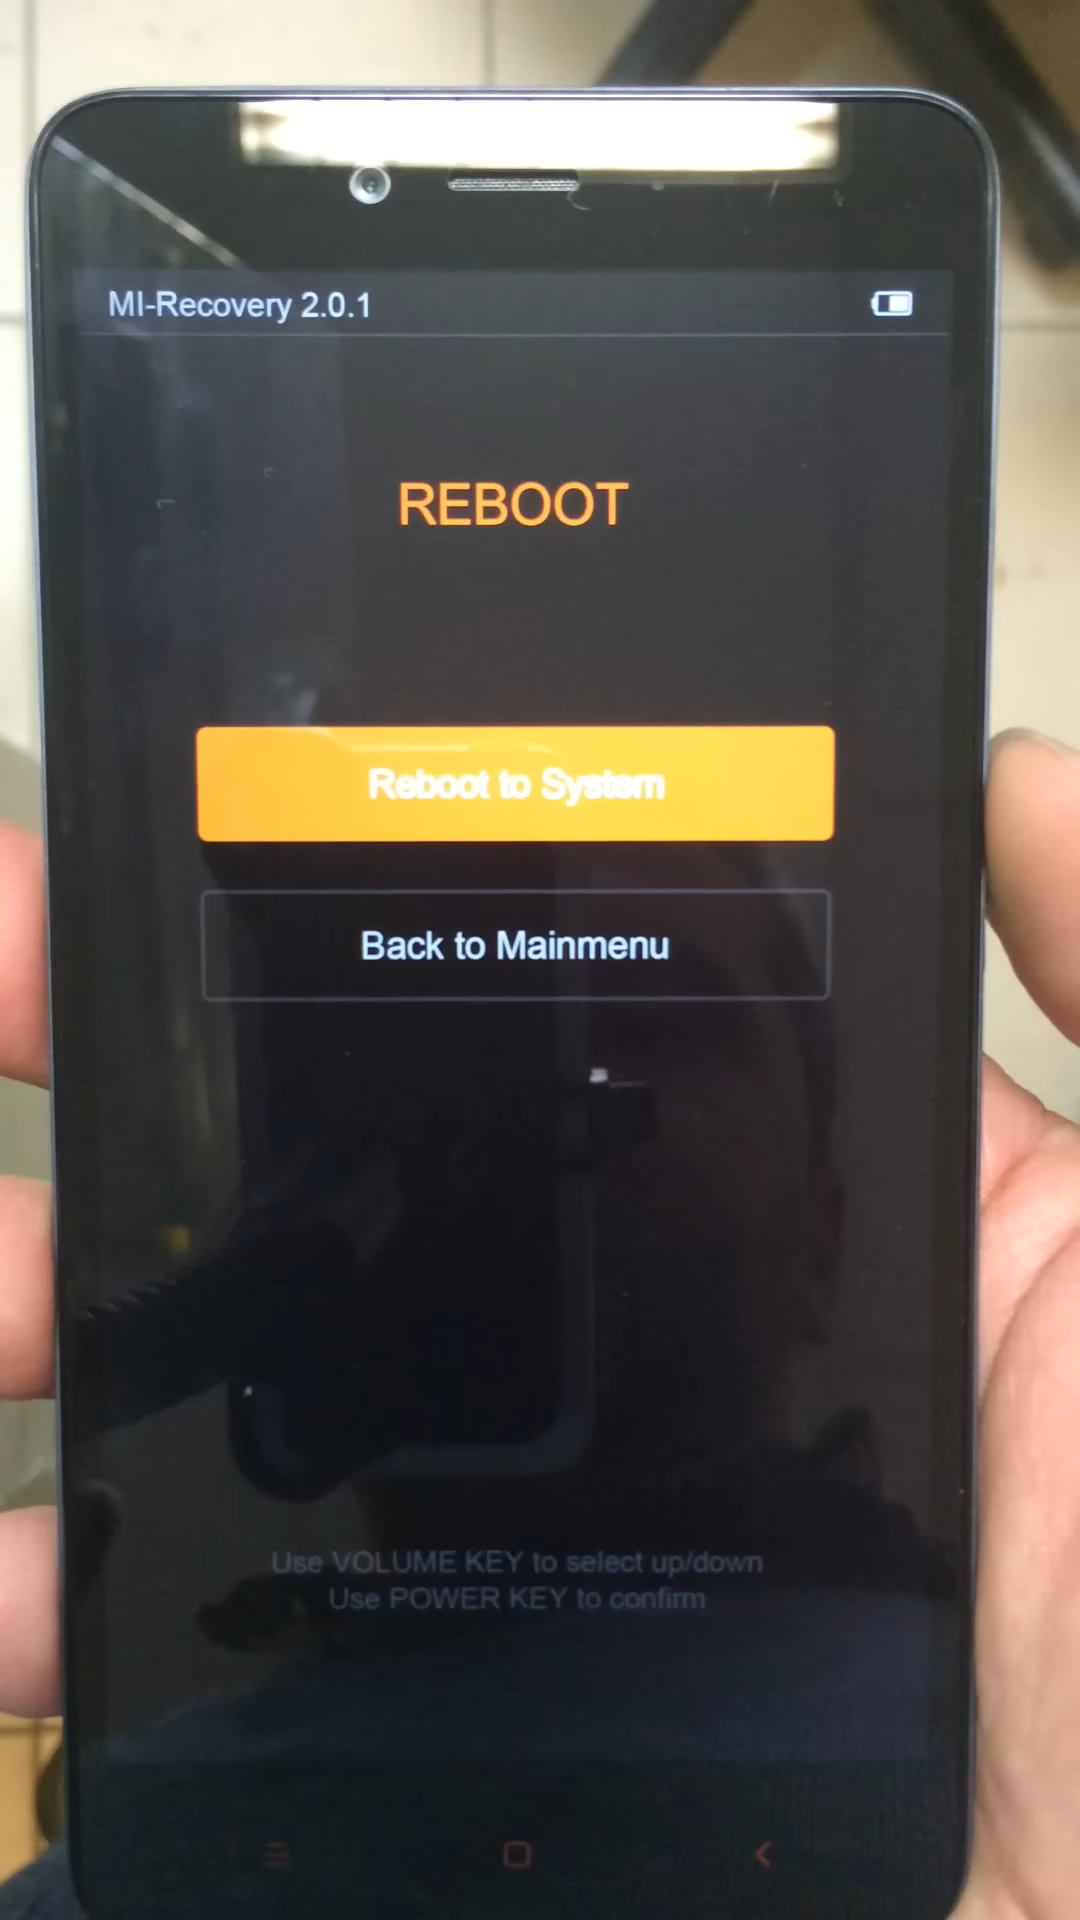 MI-Recovery 2.0.1
REBOOT
Reboot to System
Back to Mainmenu
Use VOLUME KEY to select up/down
Use POWER KEY to confirm